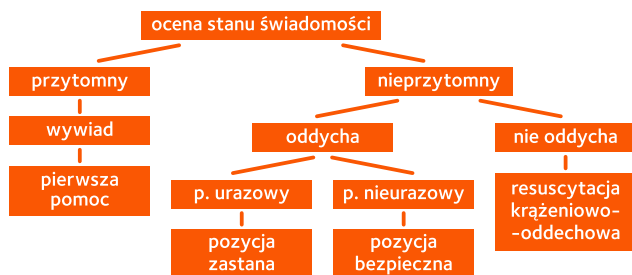 ocena stanu świadomości
przytomny
nieprzytomny
wywiad
oddycha
nie oddycha
pierwsza
pomoc
p. urazowy
p. nieurazowy
resuscytacja
krążeniowo-
-oddechowa
pozycja
zastana
pozycja
bezpieczna